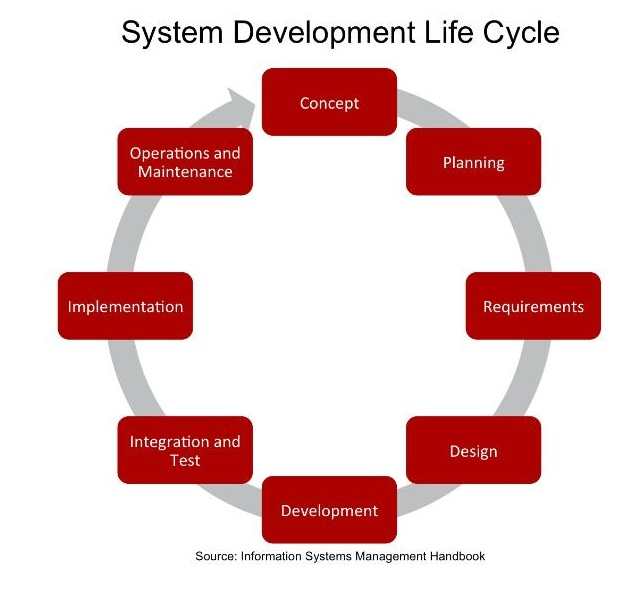 System Development Life Cycle
Concept
Planning
Requirements
Design
Development
Integration and
Test
Implementation
Operations and
Maintenance
Source: Information Systems Management Handbook